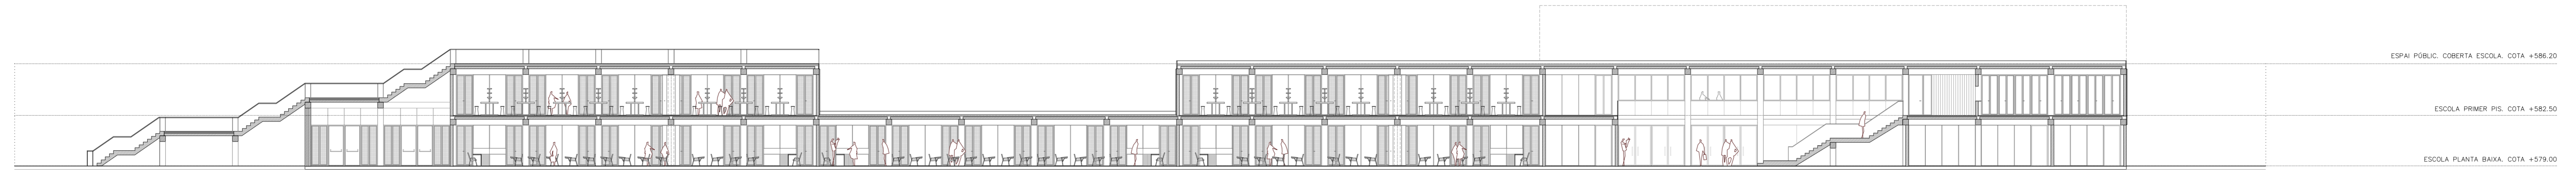 ESPAI PÚBLIC. COBERTA ESCOLA. COTA +586.20
ESCOLA PRIMER PIS. COTA +582.50
ESCOLA PLANTA BAIXA. COTA +579.00